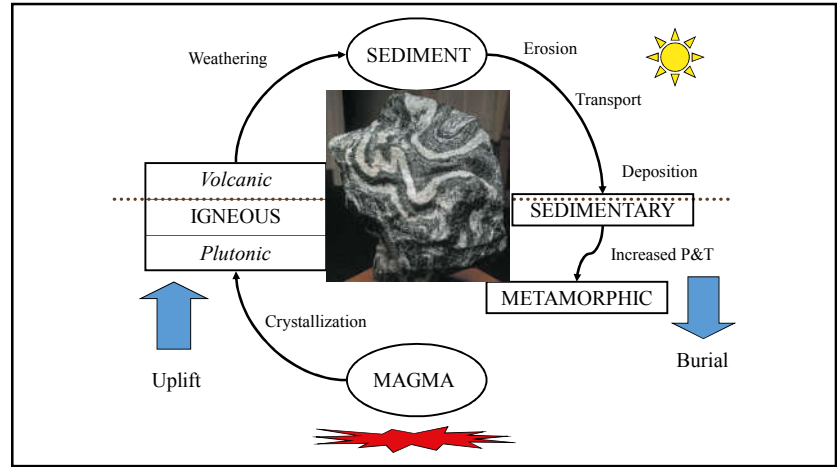 SEDIMENT
Erosion
Weathering
Transport
Deposition
Volcanic
IGNEOUS
SEDIMENTARY
Plutonic
Increased P&T
METAMORPHIC
Crystallization
Burial
Uplift
MAGMA